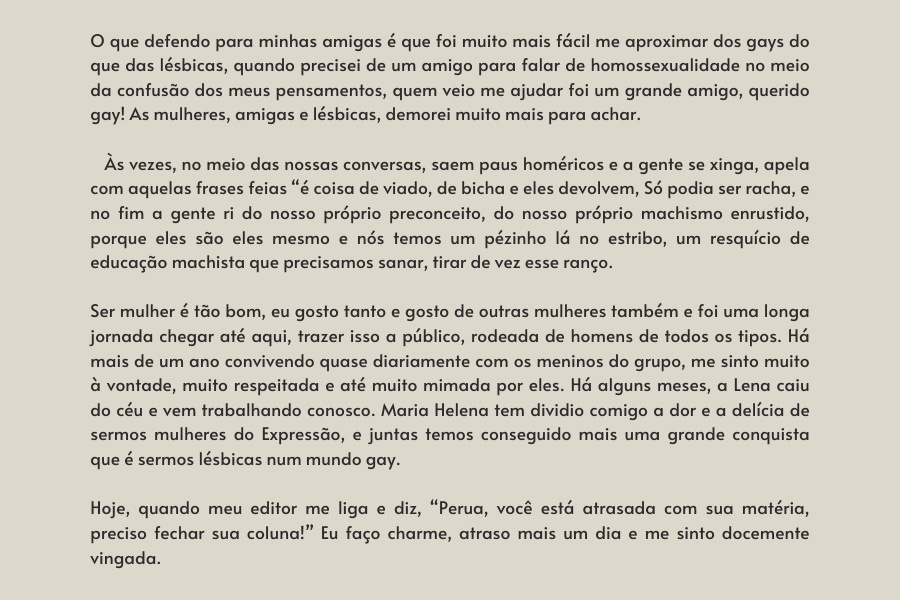 O que defendo para minhas amigas é que foi muito mais fácil me aproximar dos gays do
que das lésbicas, quando precisei de um amigo para falar de homossexualidade no meio
da confusão dos meus pensamentos, quem veio me ajudar foi um grande amigo, querido
gay! As mulheres, amigas e lésbicas, demorei muito mais para achar.
Às vezes, no meio das nossas conversas, saem paus homéricos e a gente se xinga, apela
com aquelas frases feias “é coisa de viado, de bicha e eles devolvem, Só podia ser racha, e
no fim a gente ri do nosso próprio preconceito, do nosso próprio machismo enrustido,
porque eles são eles mesmo e nós temos um pézinho lá no estribo, um resquício de
educação machista que precisamos sanar, tirar de vez esse ranço.
Ser mulher é tão bom, eu gosto tanto e gosto de outras mulheres também e foi uma longa
jornada chegar até aqui, trazer isso a público, rodeada de homens de todos os tipos. Há
mais de um ano convivendo quase diariamente com os meninos do grupo, me sinto muito
à vontade, muito respeitada e até muito mimada por eles. Há alguns meses, a Lena caiu
do céu e vem trabalhando conosco. Maria Helena tem dividio comigo a dor e a delícia de
sermos mulheres do Expressão, e juntas temos conseguido mais uma grande conquista
que é sermos lésbicas num mundo gay.
Hoje, quando meu editor me liga e diz, “Perua, você está atrasada com sua matéria,
preciso fechar sua coluna!” Eu faço charme, atraso mais um dia e me sinto docemente
vingada.